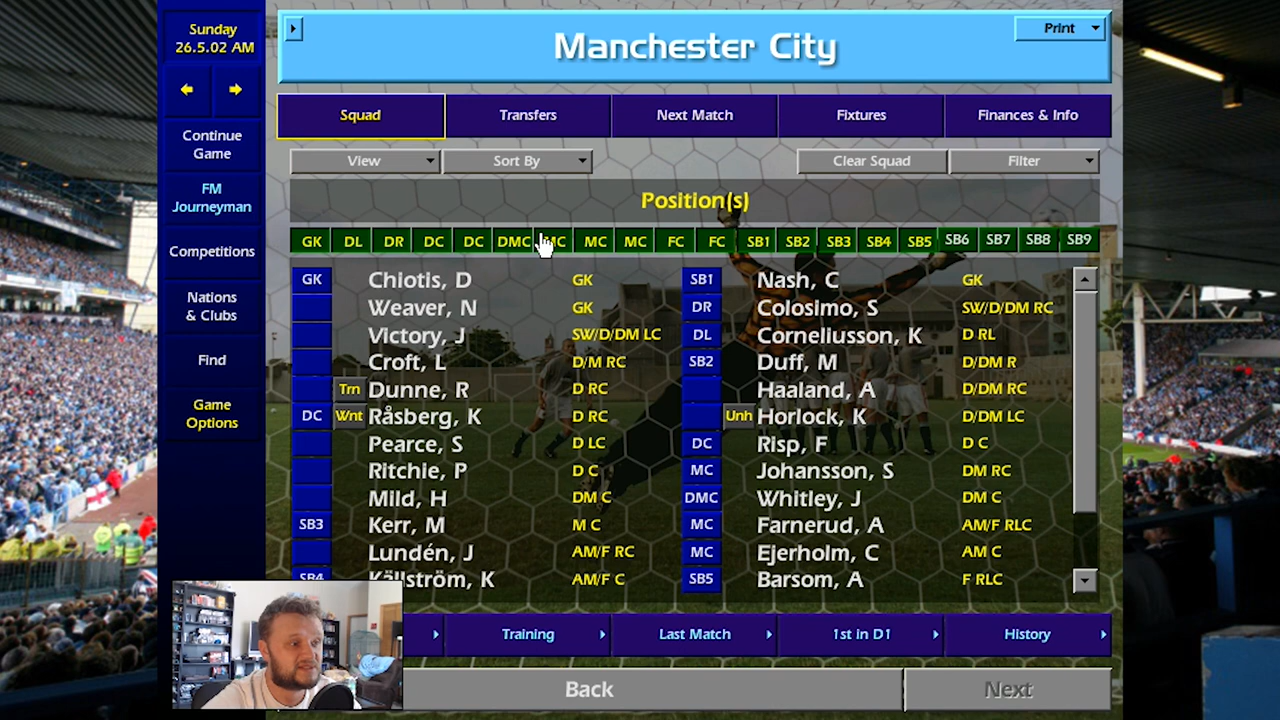 Sunday
26.5.02 AM
Manchester City
Print
Squad
Transfers
Next Match
Fixtures
Finances & Info
Continue
Game
FM
Journeyman
Competitions
Nations
& Clubs
Find
Game
Options
View
Sort By
Clear Squad
Filter
Position(s)
GK DL DR DC DC DMC MC MC MC FC FC SB1 SB2 SB3 SB4 SB5 SB6 SB7 SB8 SB9
GK Chiotis, D GK SB1 Nash, C GK
Weaver, N GK DR Colosimo, S SW/D/DM RC
Victory, J SW/D/DM LC DL Corneliusson, K D RL
Croft, L D/M RC SB2 Duff, M D/DM R
Trn Dunne, R D RC Haaland, A D/DM RC
DC Wnt Råsberg, K D RC Unh Horlock, K D/DM LC
Pearce, S D LC DC Risp, F D C
Ritchie, P D C MC Johansson, S DM RC
Mild, H DM C DMC Whitley, J DM C
SB3 Kerr, M M C MC Farnerud, A AM/F RLC
Lundén, J AM/F RC MC Ejerholm, C AM C
SB4 Källström, K AM/F C SB5 Barsom, A F RLC
Training
Last Match
1st in D1
History
Back
Next